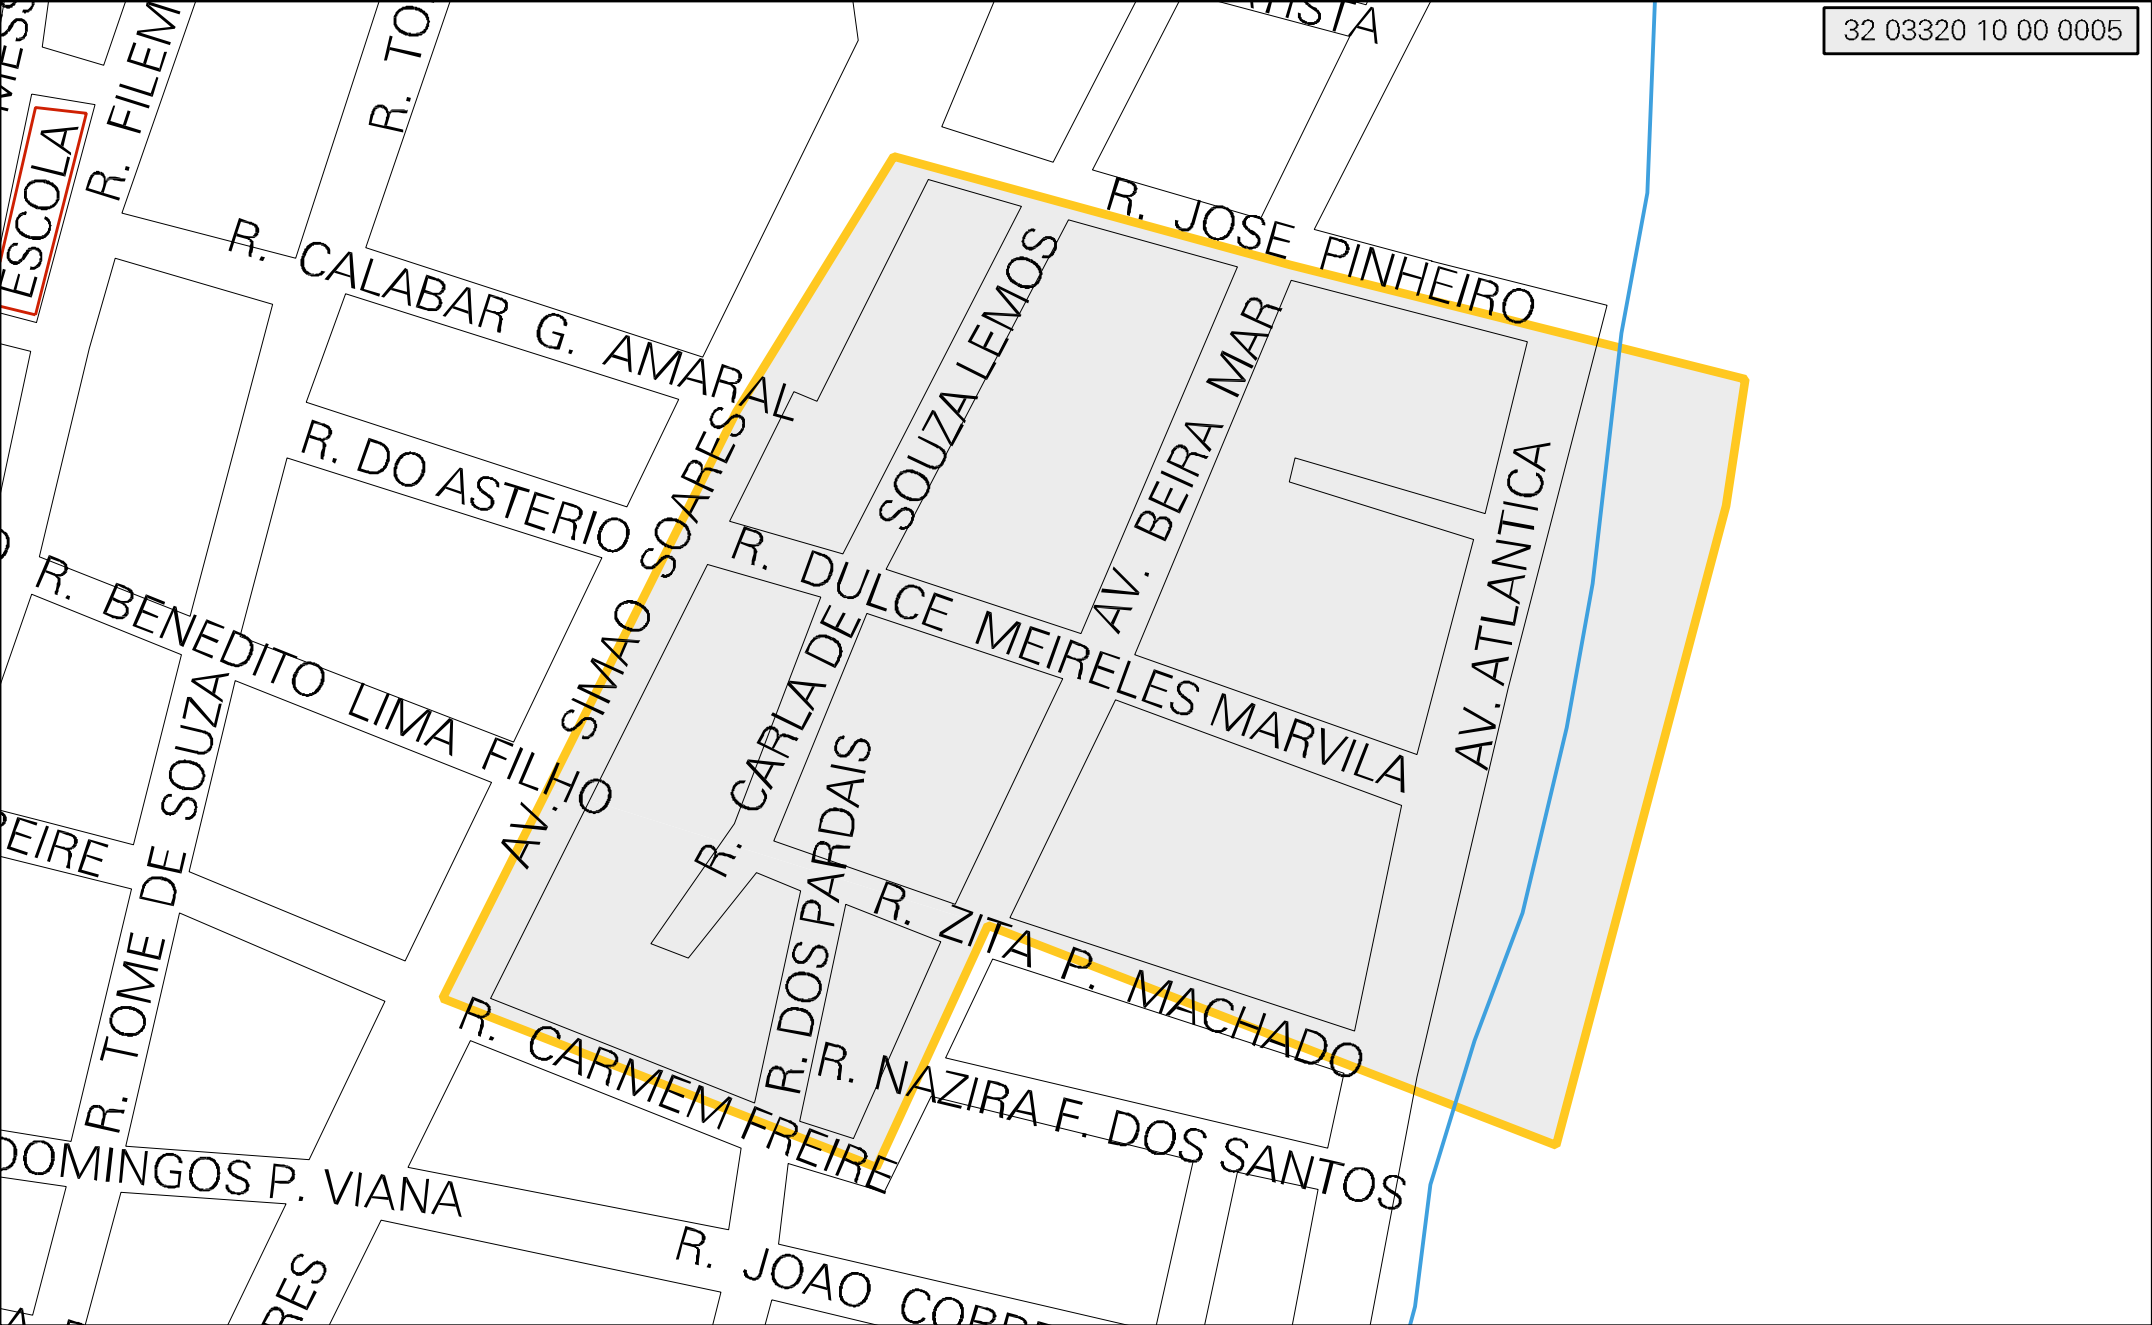 32 03320 10 00 0005
ESCOLA
R. FILEM
R. TO
R. CALABAR G. AMARAL
R. JOSE PINHEIRO
R. DO ASTERIO
AV. SIMAO SOARES
SOUZA LEMOS
AV. BEIRA MAR
AV. ATLANTICA
R. BENEDITO LIMA FILHO
R. DULCE MEIRELES MARVILA
R. CARLA DE
R. DOS PARDAIS
R. TOME DE SOUZA
EIRE
R. ZITA P. MACHADO
R. CARMEM FREIRE
R. NAZIRA F. DOS SANTOS
DOMINGOS P. VIANA
R. JOAO CORR
RES